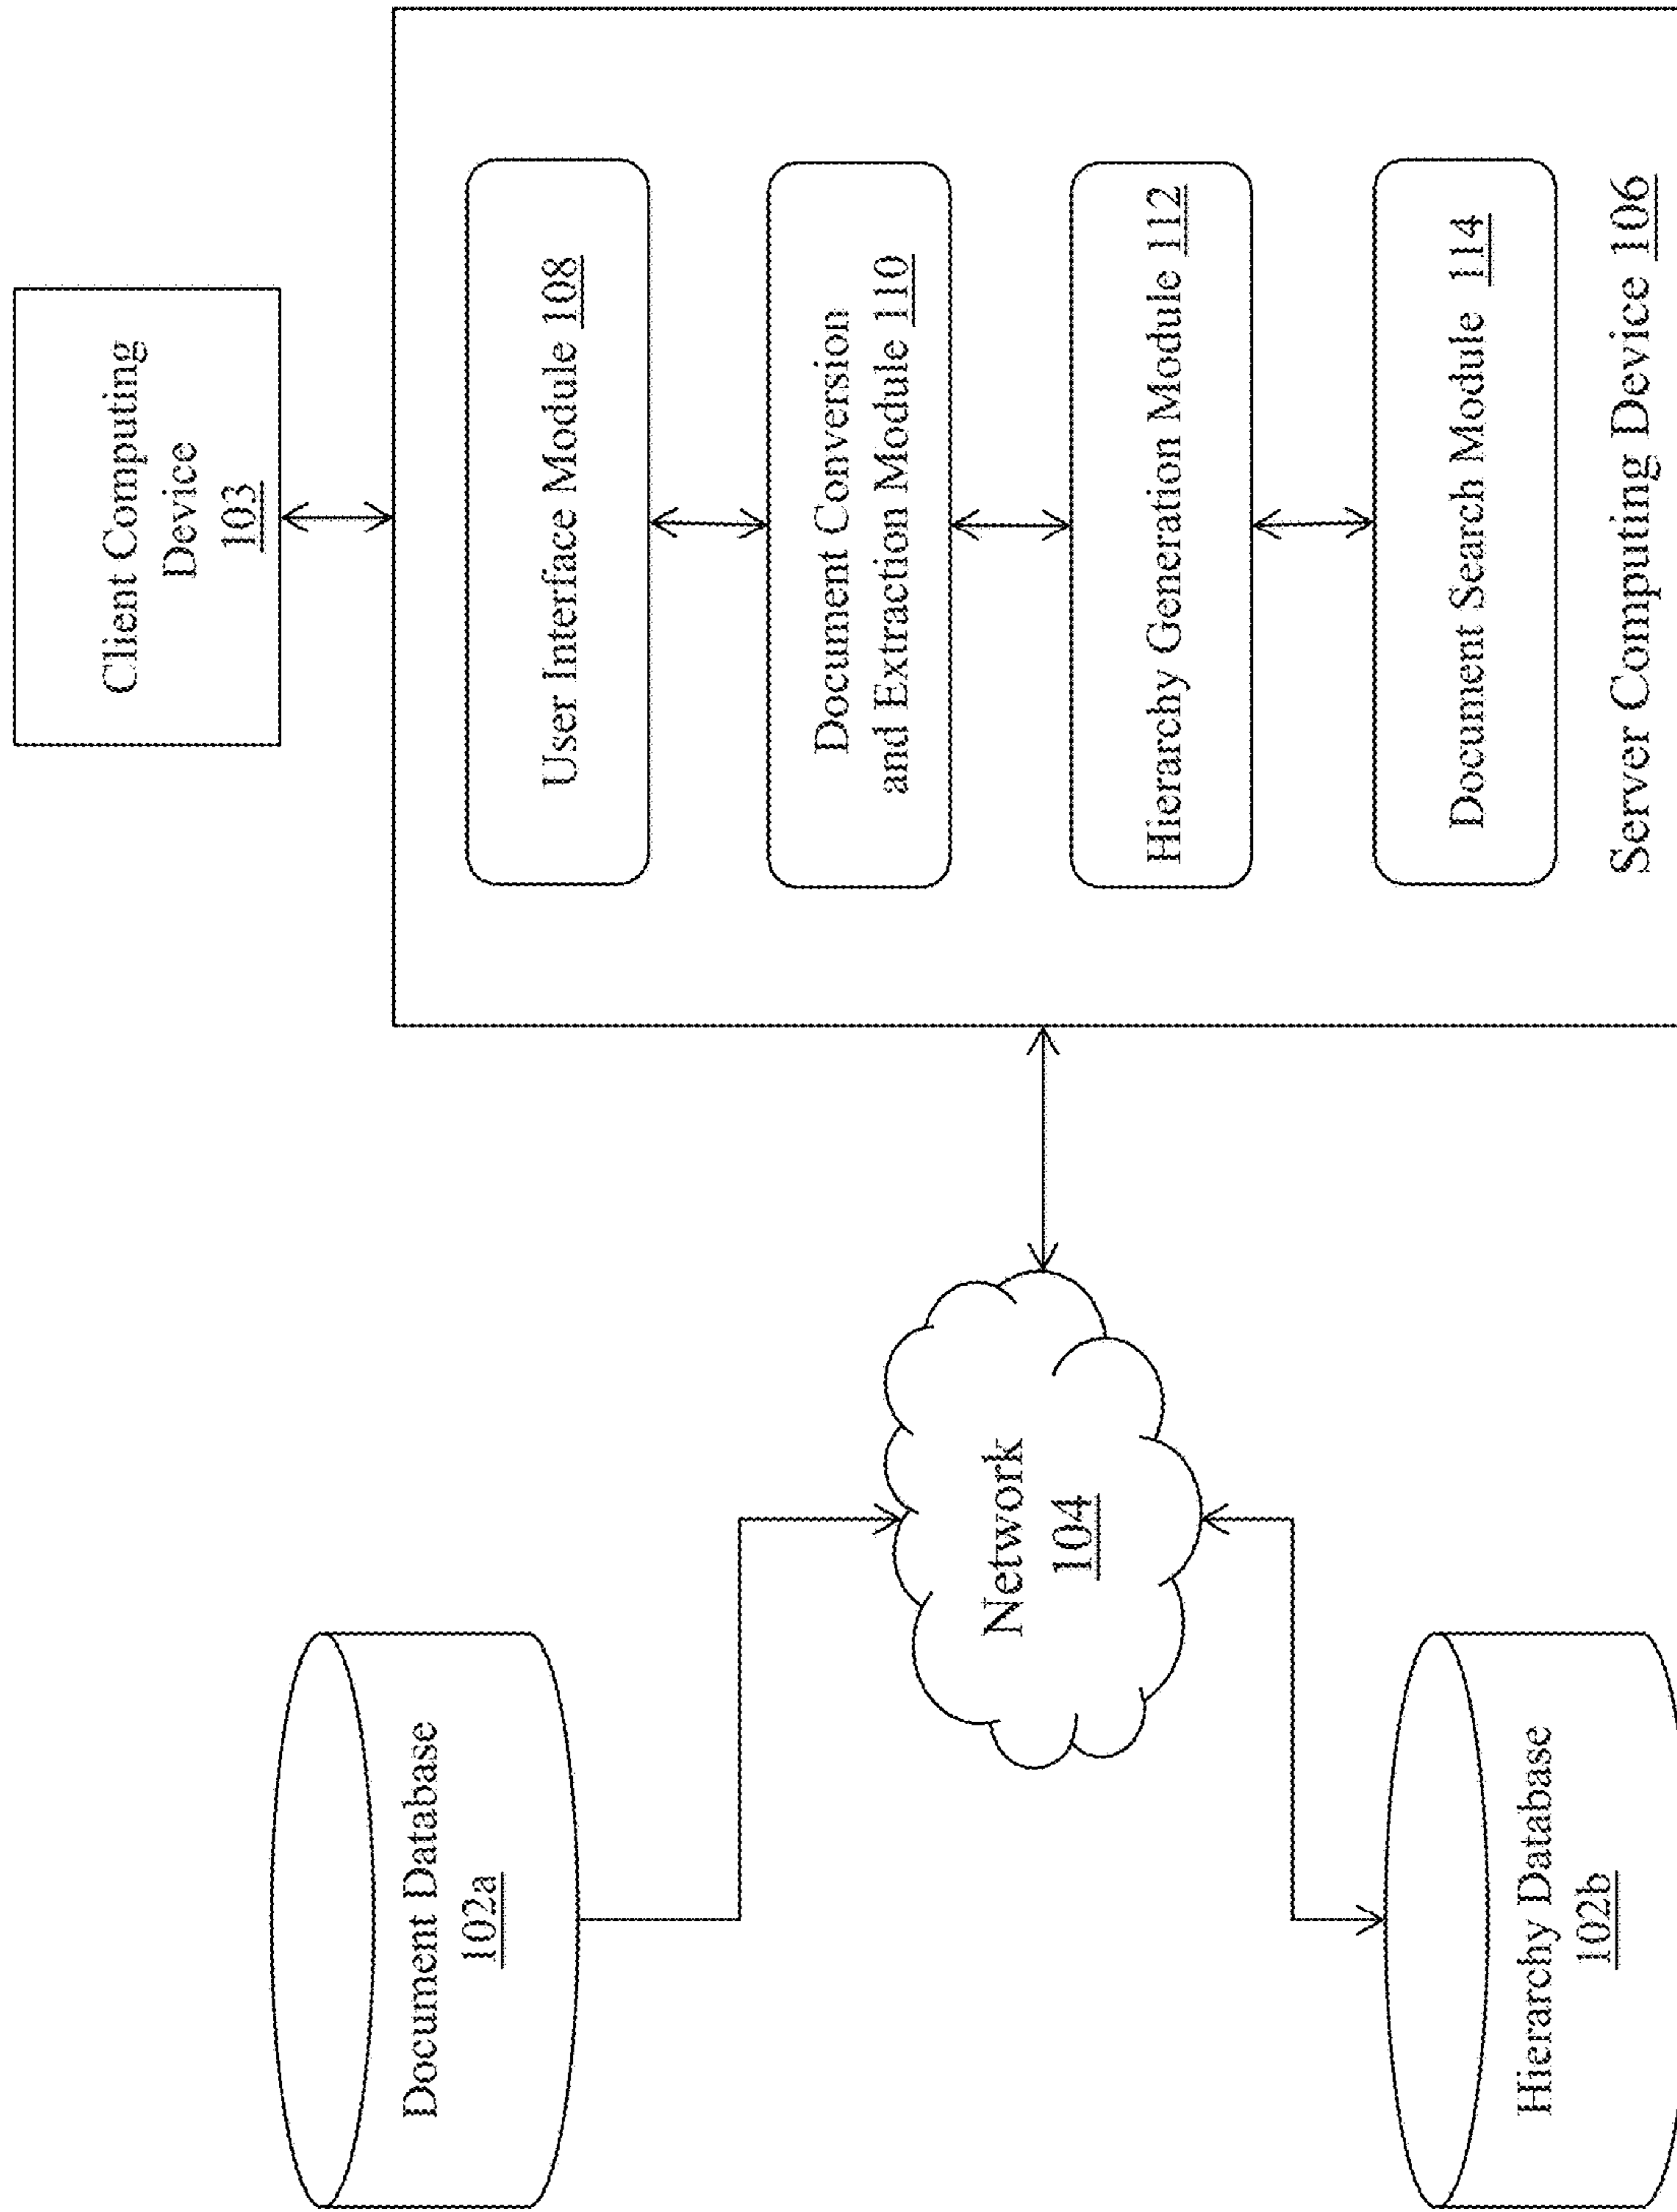 Client Computing
Device
103
Document Database
102a
Network
104
Hierarchy Database
102b
User Interface Module 108
Document Conversion
and Extraction Module 110
Hierarchy Generation Module 112
Document Search Module 114
Server Computing Device 106